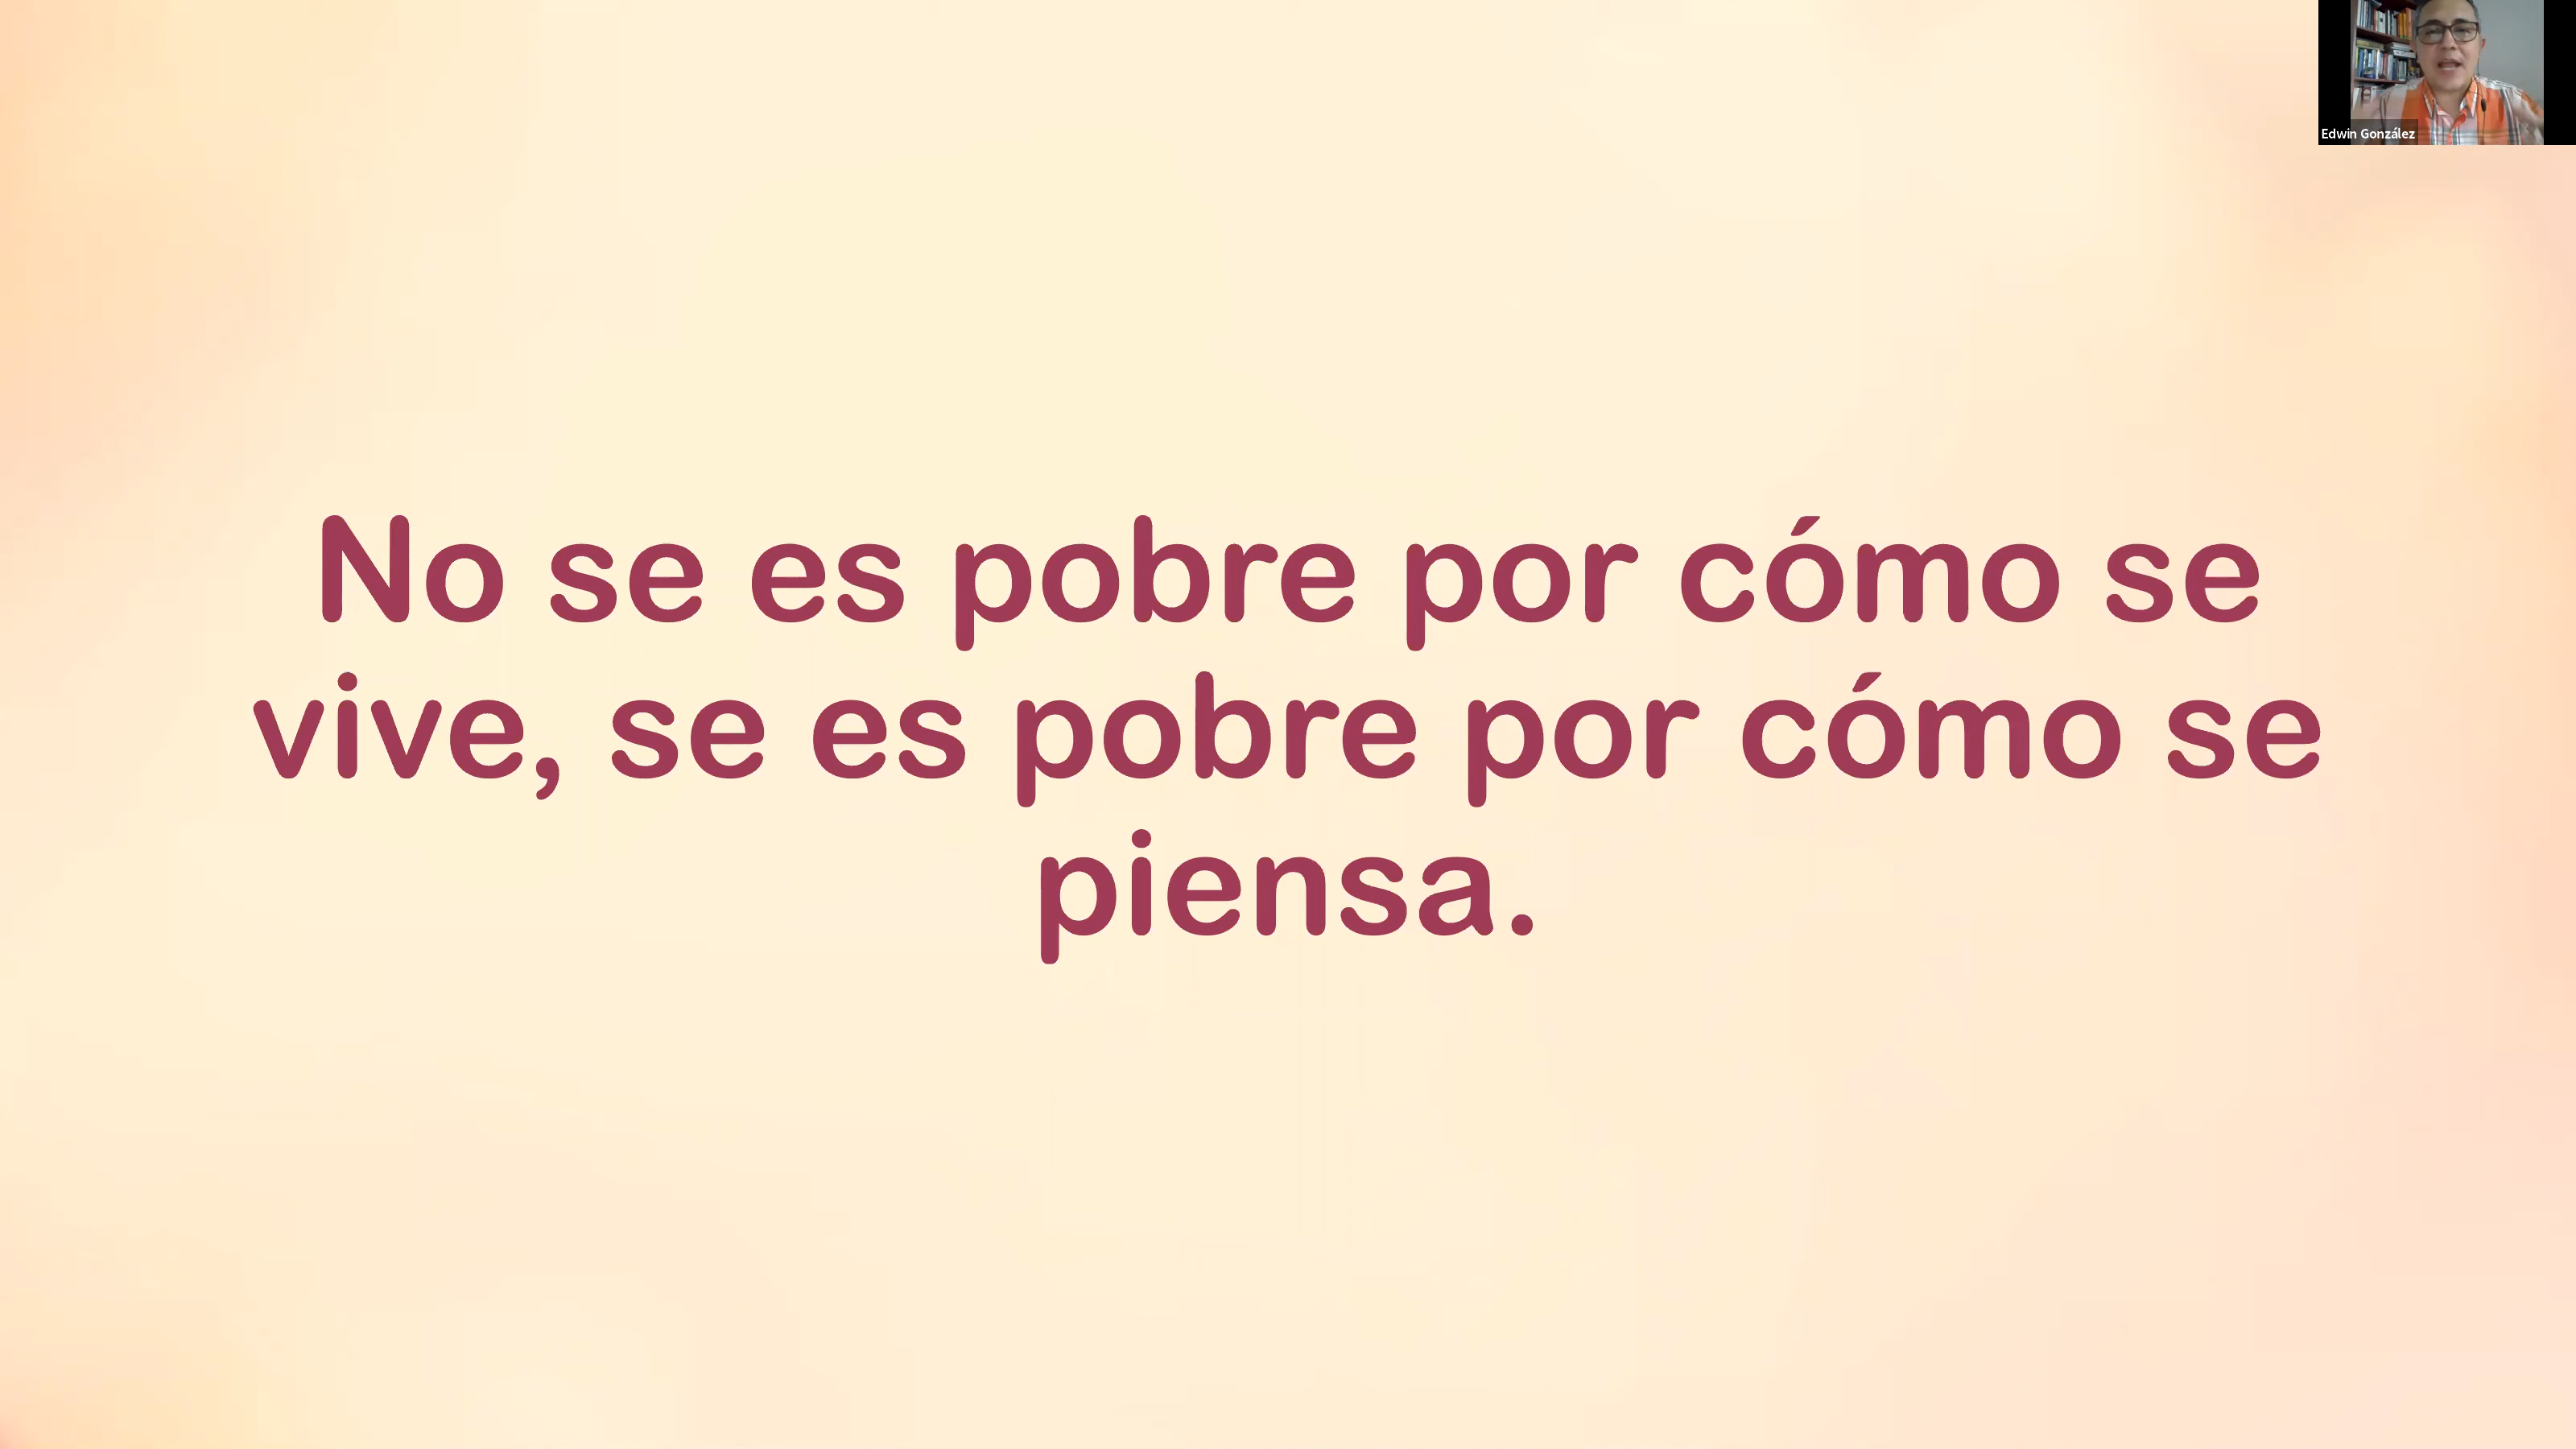 Edwin González
No se es pobre por cómo se
vive, se es pobre por cómo se
piensa.